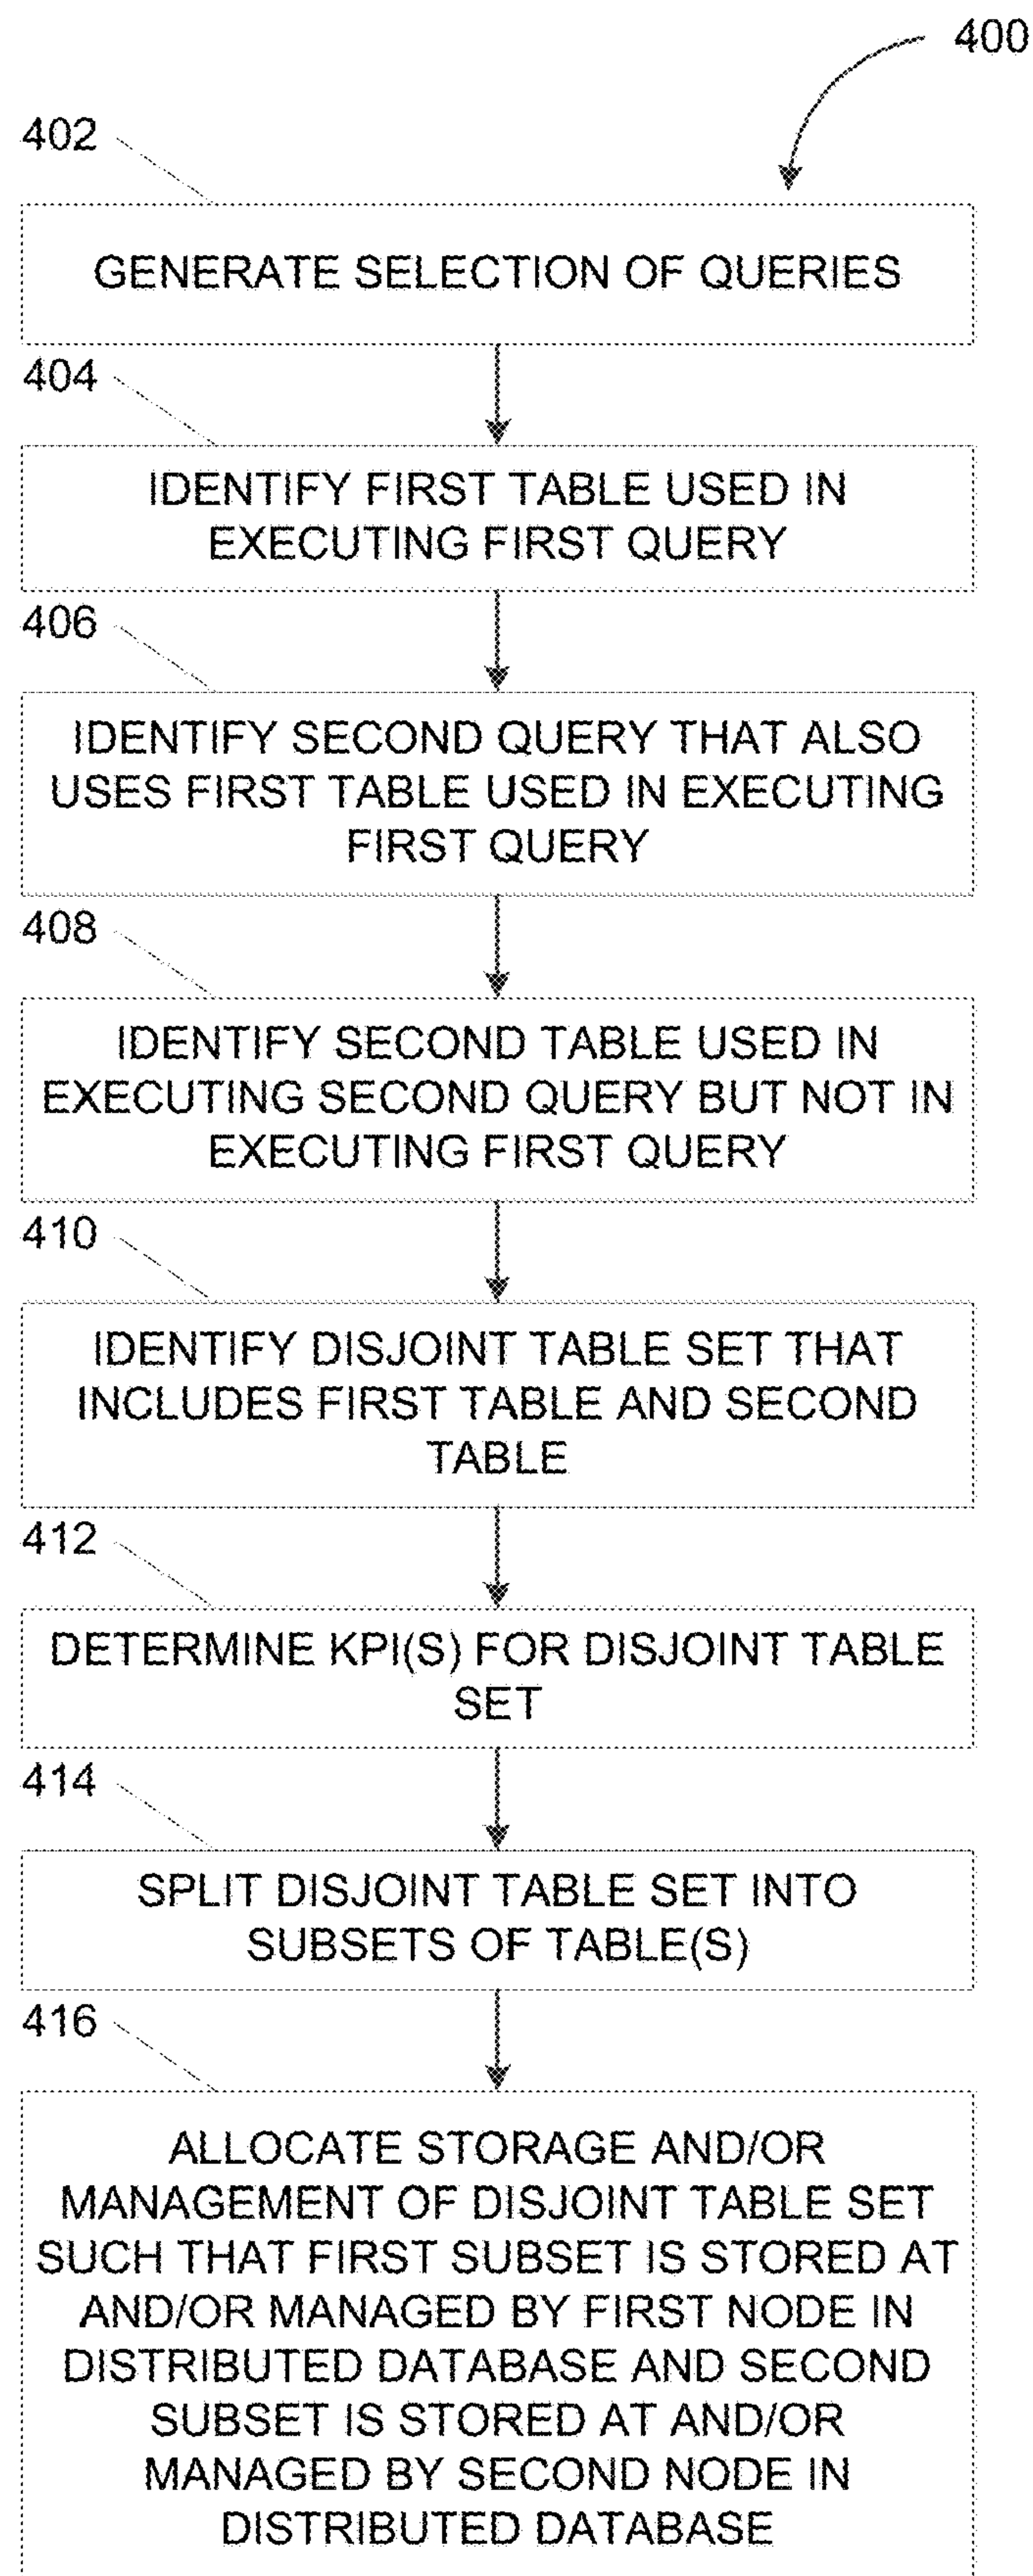 400
402
GENERATE SELECTION OF QUERIES
404
IDENTIFY FIRST TABLE USED IN
EXECUTING FIRST QUERY
406
IDENTIFY SECOND QUERY THAT ALSO
USES FIRST TABLE USED IN EXECUTING
FIRST QUERY
408
IDENTIFY SECOND TABLE USED IN
EXECUTING SECOND QUERY BUT NOT IN
EXECUTING FIRST QUERY
410
IDENTIFY DISJOINT TABLE SET THAT
INCLUDES FIRST TABLE AND SECOND
TABLE
412
DETERMINE KPI(S) FOR DISJOINT TABLE
SET
414
SPLIT DISJOINT TABLE SET INTO
SUBSETS OF TABLE(S)
416
ALLOCATE STORAGE AND/OR
MANAGEMENT OF DISJOINT TABLE SET
SUCH THAT FIRST SUBSET IS STORED AT
AND/OR MANAGED BY FIRST NODE IN
DISTRIBUTED DATABASE AND SECOND
SUBSET IS STORED AT AND/OR
MANAGED BY SECOND NODE IN
DISTRIBUTED DATABASE